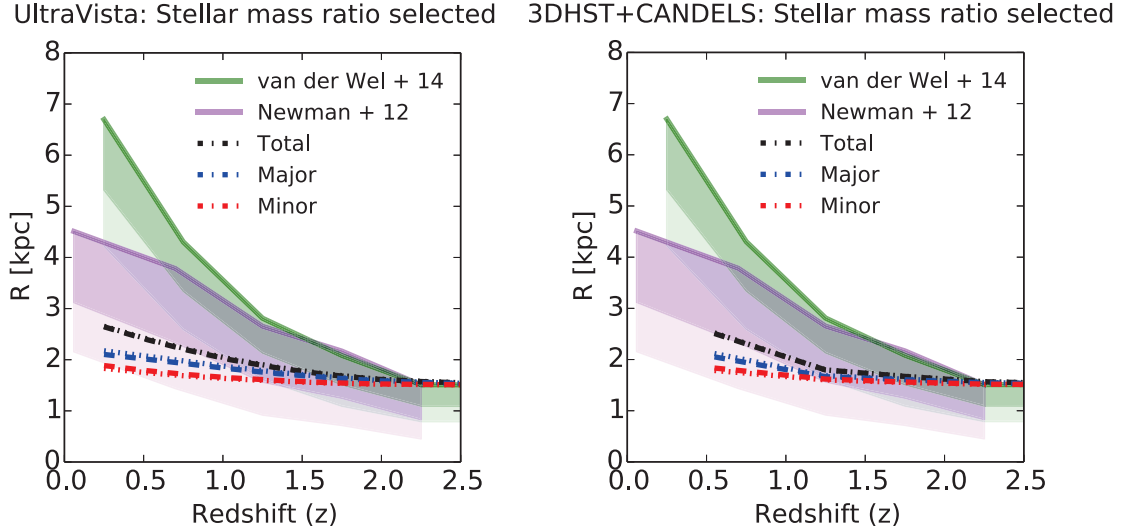 UltraVista: Stellar mass ratio selected
8
7
6
5
4
3
2
1
0
R [kpc]
van der Wel + 14
Newman + 12
Total
Major
Minor
0.0 0.5 1.0 1.5 2.0 2.5
Redshift (z)
3DHST+CANDELS: Stellar mass ratio selected
8
7
6
5
4
3
2
1
0
R [kpc]
van der Wel + 14
Newman + 12
Total
Major
Minor
0.0 0.5 1.0 1.5 2.0 2.5
Redshift (z)